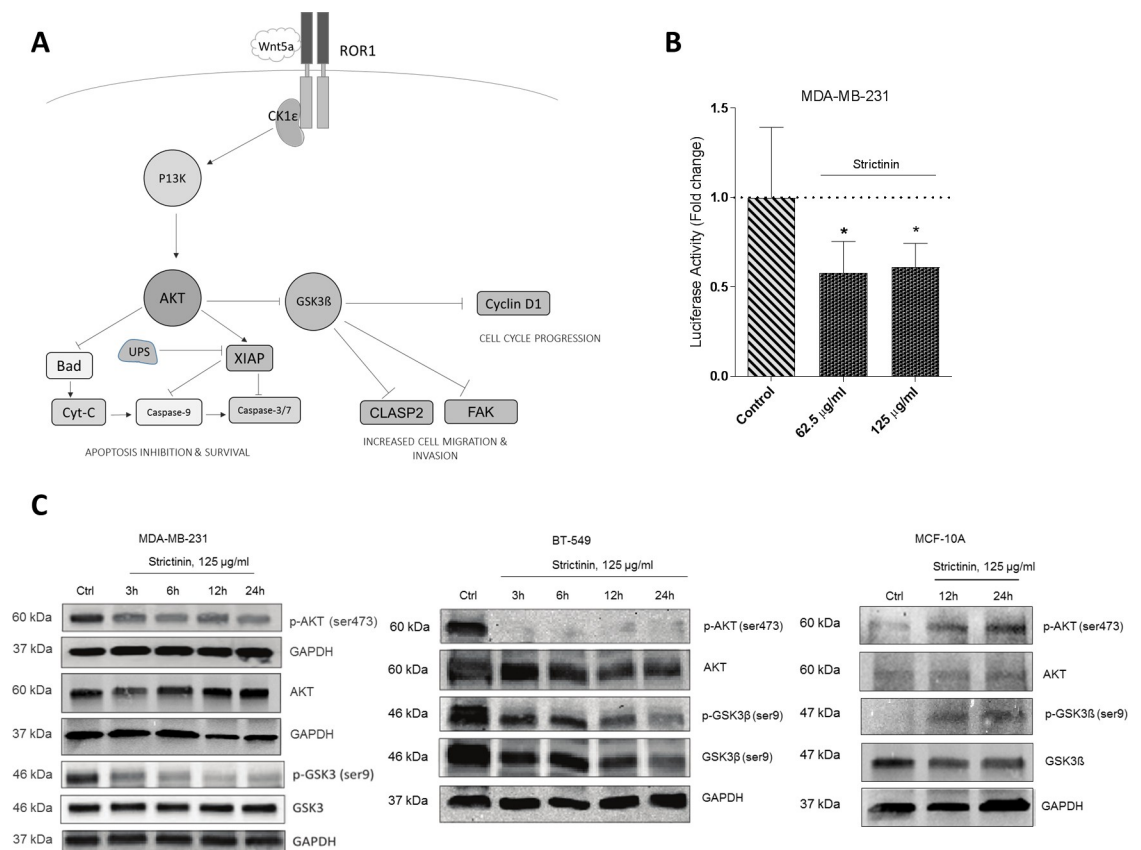 A
Wnt5a
ROR1
CK1ε
P13K
AKT
GSK3ß
Cyclin D1
CELL CYCLE PROGRESSION
UPS
XIAP
Bad
Cyt-C
Caspase-9
Caspase-3/7
CLASP2
FAK
APOPTOSIS INHIBITION & SURVIVAL
INCREASED CELL MIGRATION &
INVASION
B
MDA-MB-231
Luciferase Activity (Fold change)
1.5
1.0
0.5
0.0
Strictinin
*
*
Control
62.5 µg/ml
125 µg/ml
C
MDA-MB-231
Strictinin, 125 µg/ml
Ctrl 3h 6h 12h 24h
60 kDa p-AKT (ser473)
37 kDa GAPDH
60 kDa AKT
37 kDa GAPDH
46 kDa p-GSK3 (ser9)
46 kDa GSK3
37 kDa GAPDH
BT-549
Strictinin, 125 µg/ml
Ctrl 3h 6h 12h 24h
60 kDa p-AKT (ser473)
60 kDa AKT
46 kDa p-GSK3ß (ser9)
46 kDa GSK3ß (ser9)
37 kDa GAPDH
MCF-10A
Strictinin, 125 µg/ml
Ctrl 12h 24h
60 kDa p-AKT (ser473)
60 kDa AKT
47 kDa p-GSK3ß (ser9)
47 kDa GSK3ß
37 kDa GAPDH